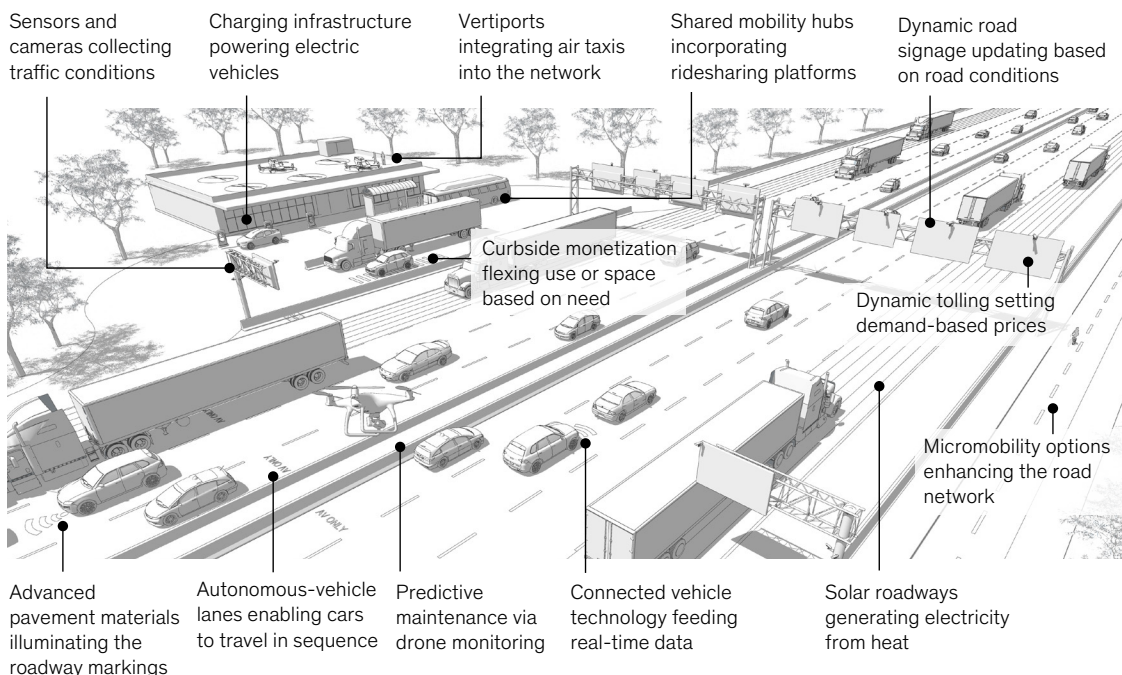 Sensors and
cameras collecting
traffic conditions
Charging infrastructure
powering electric
vehicles
Vertiports
integrating air taxis
into the network
Shared mobility hubs
incorporating
ridesharing platforms
Dynamic road
signage updating based
on road conditions
Curbside monetization
flexing use or space
based on need
Dynamic tolling setting
demand-based prices
Micromobility options
enhancing the road
network
AV ONLY
AV ONLY
AV ONLY
Advanced
pavement materials
illuminating the
roadway markings
Autonomous-vehicle
lanes enabling cars
to travel in sequence
Predictive
maintenance via
drone monitoring
Connected vehicle
technology feeding
real-time data
Solar roadways
generating electricity
from heat